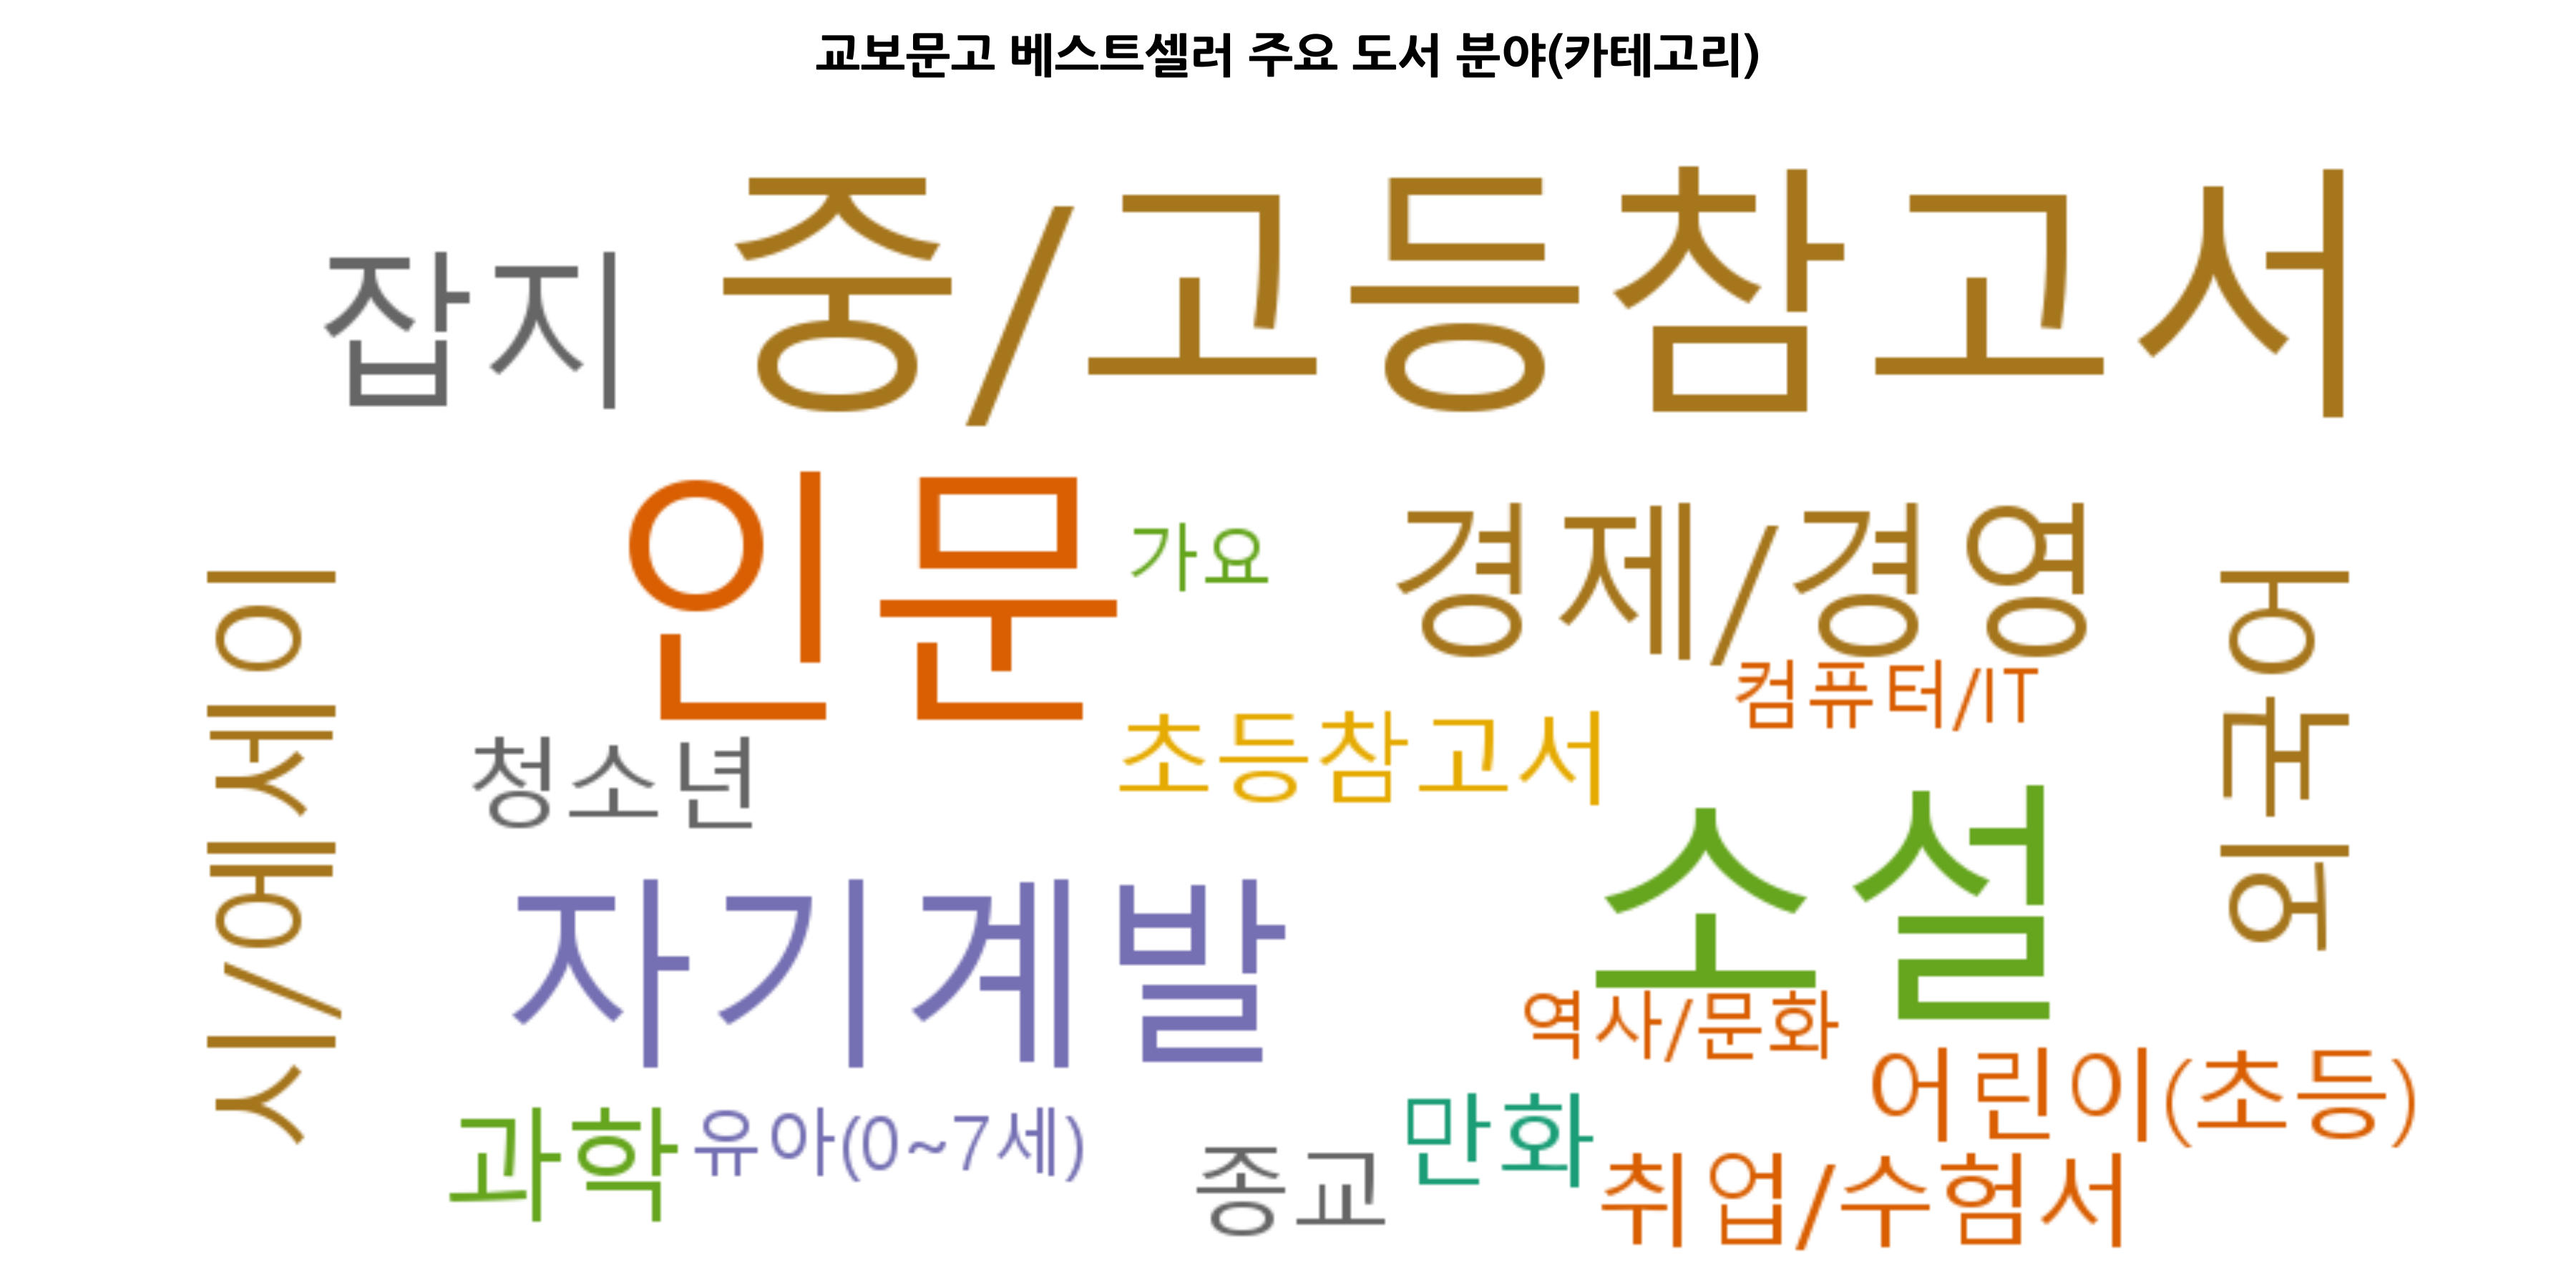 교보문고 베스트셀러 주요 도서 분야(카테고리)
중/고등참고서
잡지
인문
가요
경제/경영
컴퓨터/IT
외국어
시/에세이
청소년
초등참고서
소설
자기계발
역사/문화
어린이(초등)
과학
유아(0~7세)
만화
종교
취업/수험서